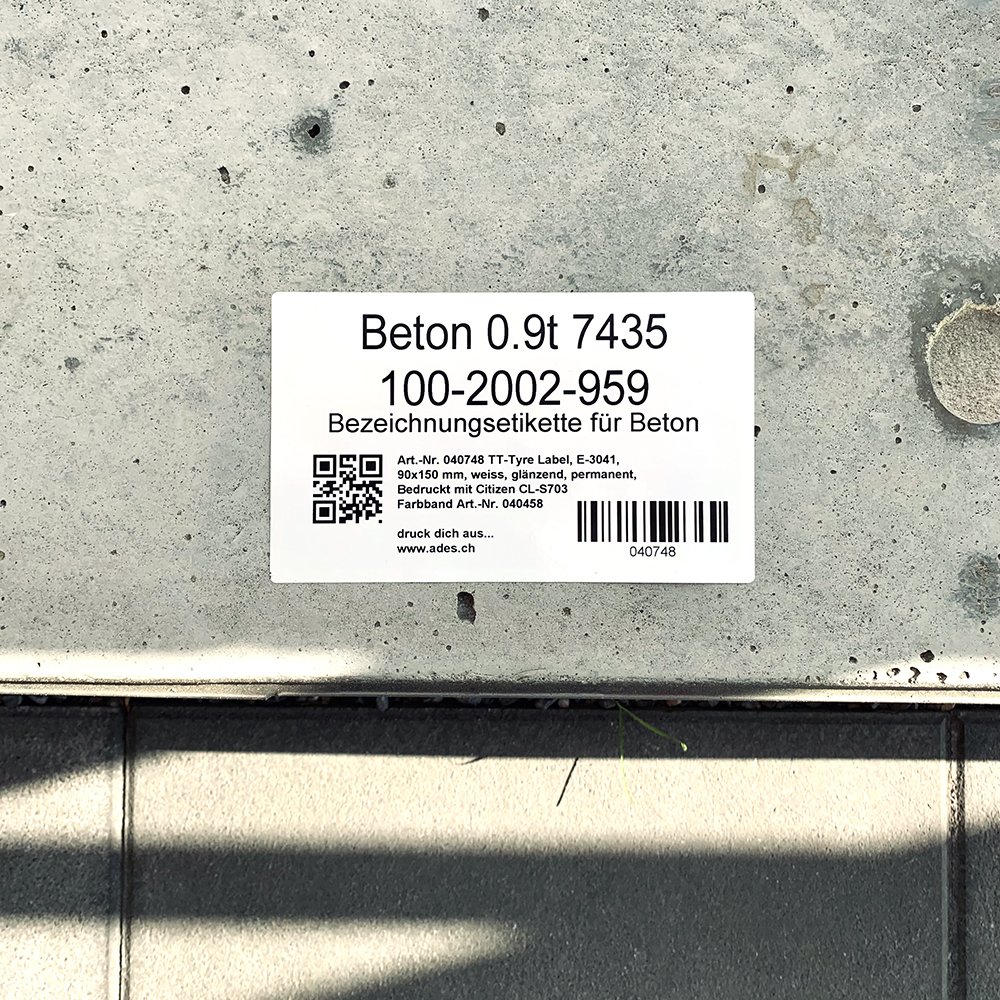 Beton 0.9t 7435
100-2002-959
Bezeichnungsetikette für Beton
Art.-Nr. 040748 TT-Tyre Label, E-3041,
90x150 mm, weiss, glänzend, permanent,
Bedruckt mit Citizen CL-S703
Farbband Art.-Nr. 040458
druck dich aus...
www.ades.ch
040748